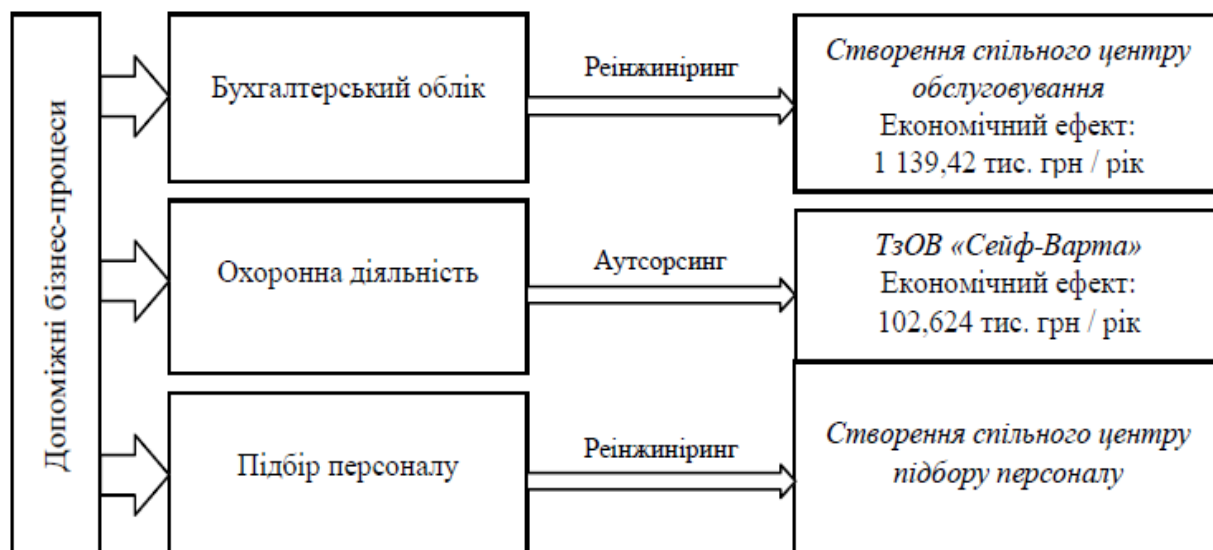 Допоміжні бізнес-процеси
Бухгалтерський облік
Реінжиніринг
Створення спільного центру
обслуговування
Економічний ефект:
1 139,42 тис. грн / рік
Охоронна діяльність
Аутсорсинг
ТзОВ «Сейф-Варта»
Економічний ефект:
102,624 тис. грн / рік
Підбір персоналу
Реінжиніринг
Створення спільного центру
підбору персоналу